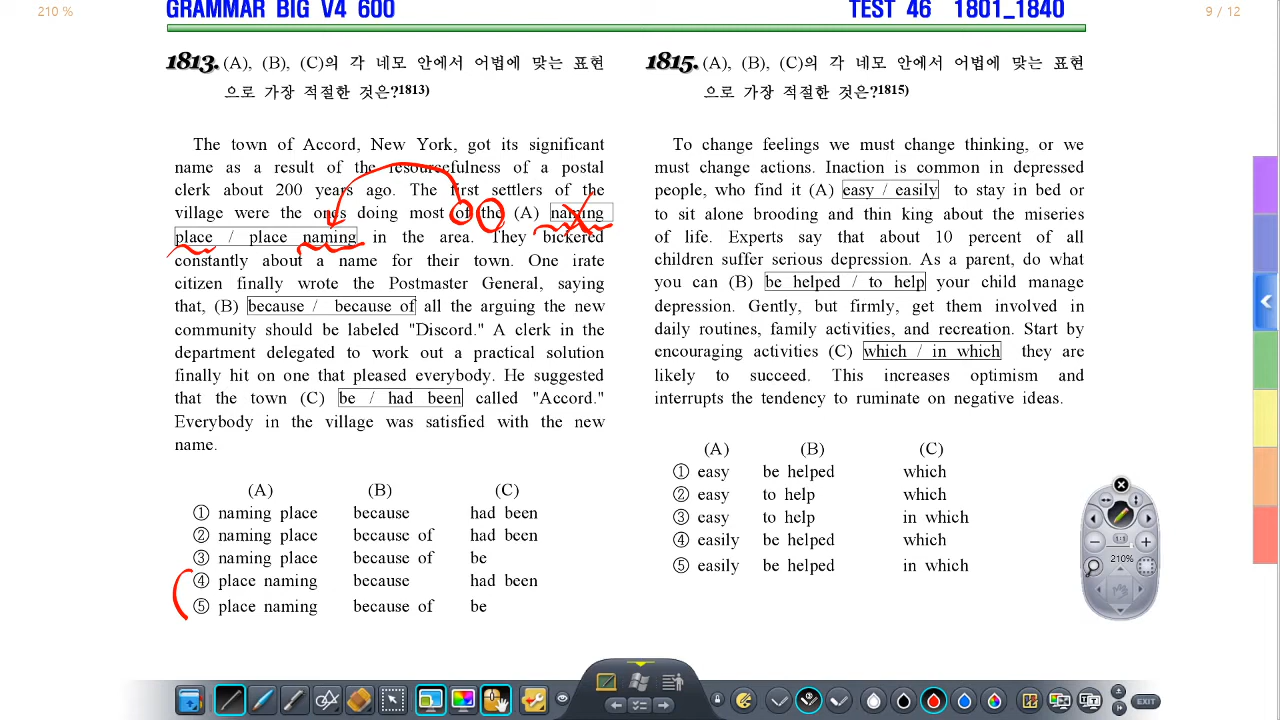 210 %
GRAMMAR BIG V4 600
TEST 46 1801_1840
9 / 12
1813. (A), (B), (C)의 각 네모 안에서 어법에 맞는 표현
으로 가장 적절한 것은?1813)
The town of Accord, New York, got its significant
name as a result of the resourcefulness of a postal
clerk about 200 years ago. The first settlers of the
village were the ones doing most of the (A) naming
place / place naming in the area. They bickered
constantly about a name for their town. One irate
citizen finally wrote the Postmaster General, saying
that, (B) because / because of all the arguing the new
community should be labeled "Discord." A clerk in the
department delegated to work out a practical solution
finally hit on one that pleased everybody. He suggested
that the town (C) be / had been called "Accord."
Everybody in the village was satisfied with the new
name.
(A) (B) (C)
① naming place because had been
② naming place because of had been
③ naming place because of be
④ place naming because had been
⑤ place naming because of be
1815. (A), (B), (C)의 각 네모 안에서 어법에 맞는 표현
으로 가장 적절한 것은?1815)
To change feelings we must change thinking, or we
must change actions. Inaction is common in depressed
people, who find it (A) easy / easily to stay in bed or
to sit alone brooding and thin king about the miseries
of life. Experts say that about 10 percent of all
children suffer serious depression. As a parent, do what
you can (B) be helped / to help your child manage
depression. Gently, but firmly, get them involved in
daily routines, family activities, and recreation. Start by
encouraging activities (C) which / in which they are
likely to succeed. This increases optimism and
interrupts the tendency to ruminate on negative ideas.
(A) (B) (C)
① easy be helped which
② easy to help which
③ easy to help in which
④ easily be helped which
⑤ easily be helped in which
1:1
210%
EXIT